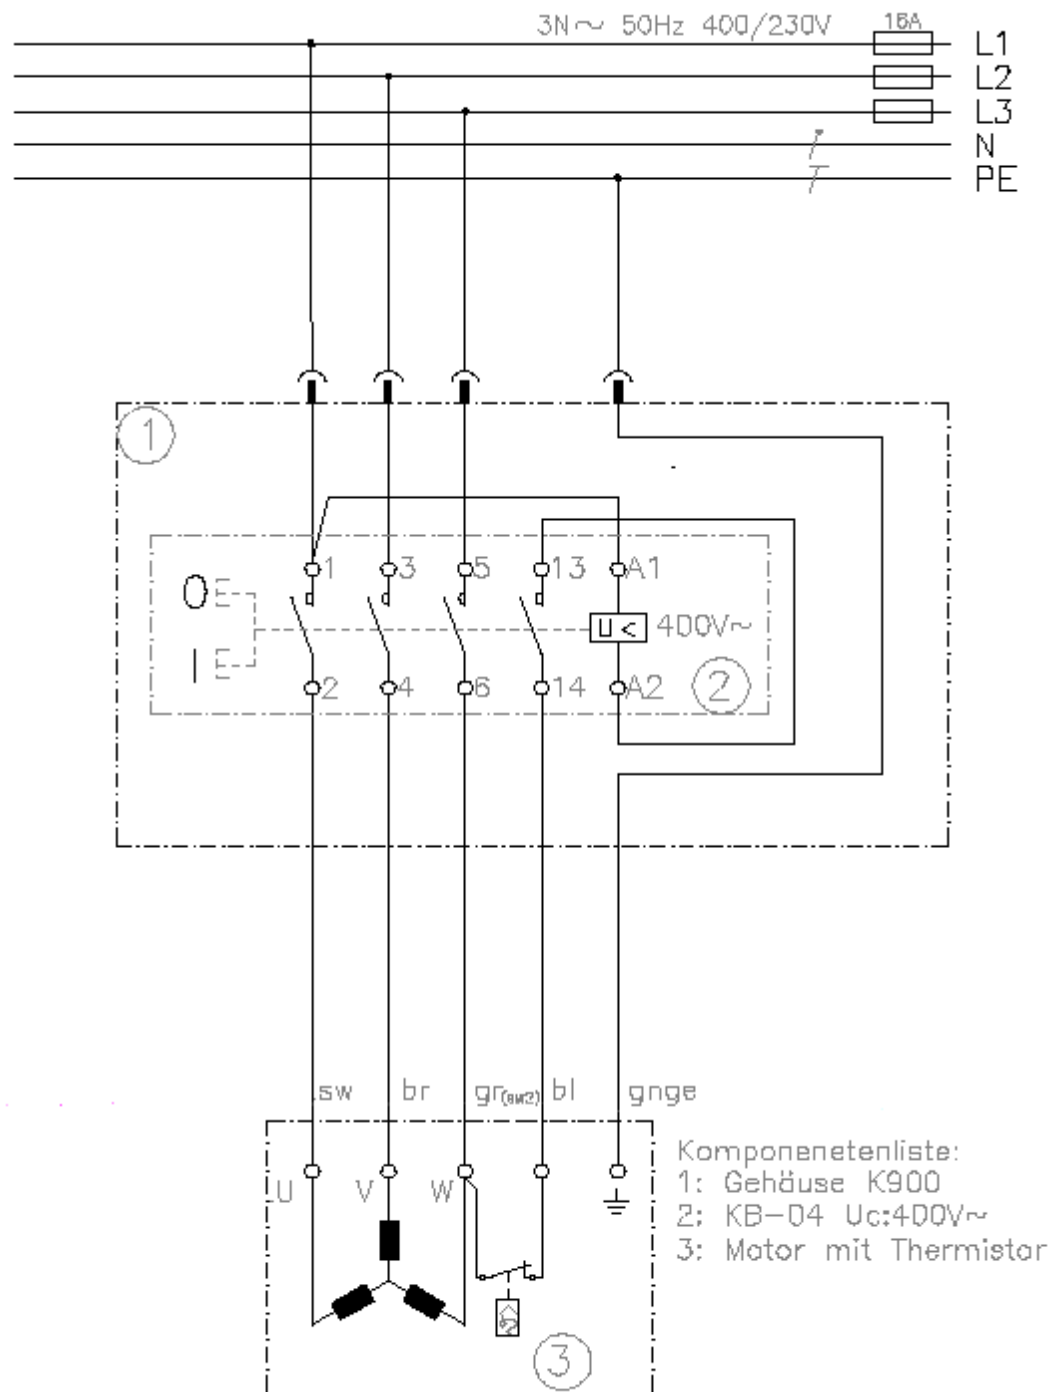 3N~ 50Hz 400/230V
16A
L1
L2
L3
N
PE
1
0
I
1
3
5
13
A1
U <
400V~
2
4
6
14
A2
2
sw
br
gr
bl
gnge
U
V
W
Komponenetenliste:
1: Gehäuse K900
2: KB-04 Uc:400V~
3: Motor mit Thermistor
3